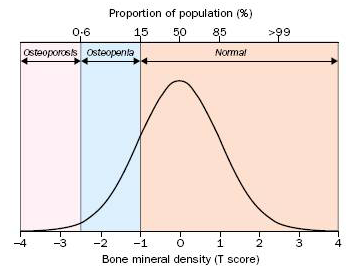 Proportion of population (%)
0·6 15 50 85 >99
Osteoporosis Osteopenia Normal
–4 –3 –2 –1 0 1 2 3 4
Bone mineral density (T score)